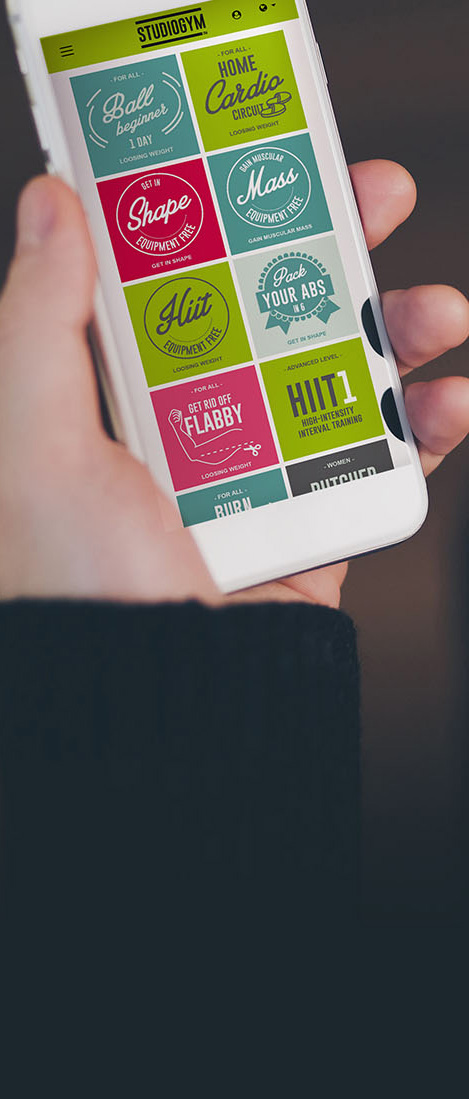 STUDIOGYM
- FOR ALL -
Ball
beginner
1 DAY
LOOSING WEIGHT
- FOR ALL -
HOME
Cardio
CIRCUIT
LOOSING WEIGHT
GET IN
Shape
EQUIPMENT FREE
GET IN SHAPE
GAIN MUSCULAR
Mass
EQUIPMENT FREE
GAIN MUSCULAR MASS
Hiit
EQUIPMENT FREE
LOOSING WEIGHT
Pack
YOUR ABS
IN 6
GET IN SHAPE
- FOR ALL -
GET RID OFF
FLABBY
LOOSING WEIGHT
- ADVANCED LEVEL -
HIIT1
HIGH-INTENSITY
INTERVAL TRAINING
- FOR ALL -
BURN
- WOMEN -
BUTCHER